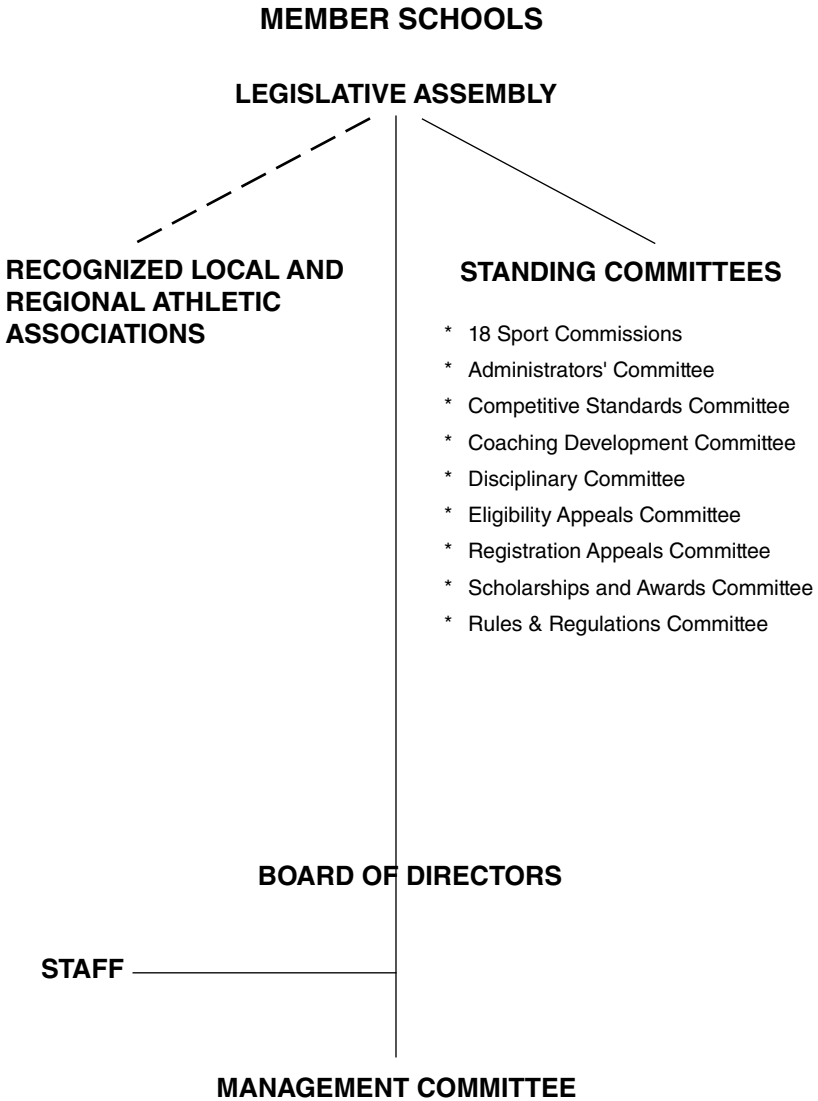 MEMBER SCHOOLS
LEGISLATIVE ASSEMBLY
RECOGNIZED LOCAL AND
REGIONAL ATHLETIC
ASSOCIATIONS
STANDING COMMITTEES
* 18 Sport Commissions
* Administrators' Committee
* Competitive Standards Committee
* Coaching Development Committee
* Disciplinary Committee
* Eligibility Appeals Committee
* Registration Appeals Committee
* Scholarships and Awards Committee
* Rules & Regulations Committee
BOARD OF DIRECTORS
STAFF
MANAGEMENT COMMITTEE